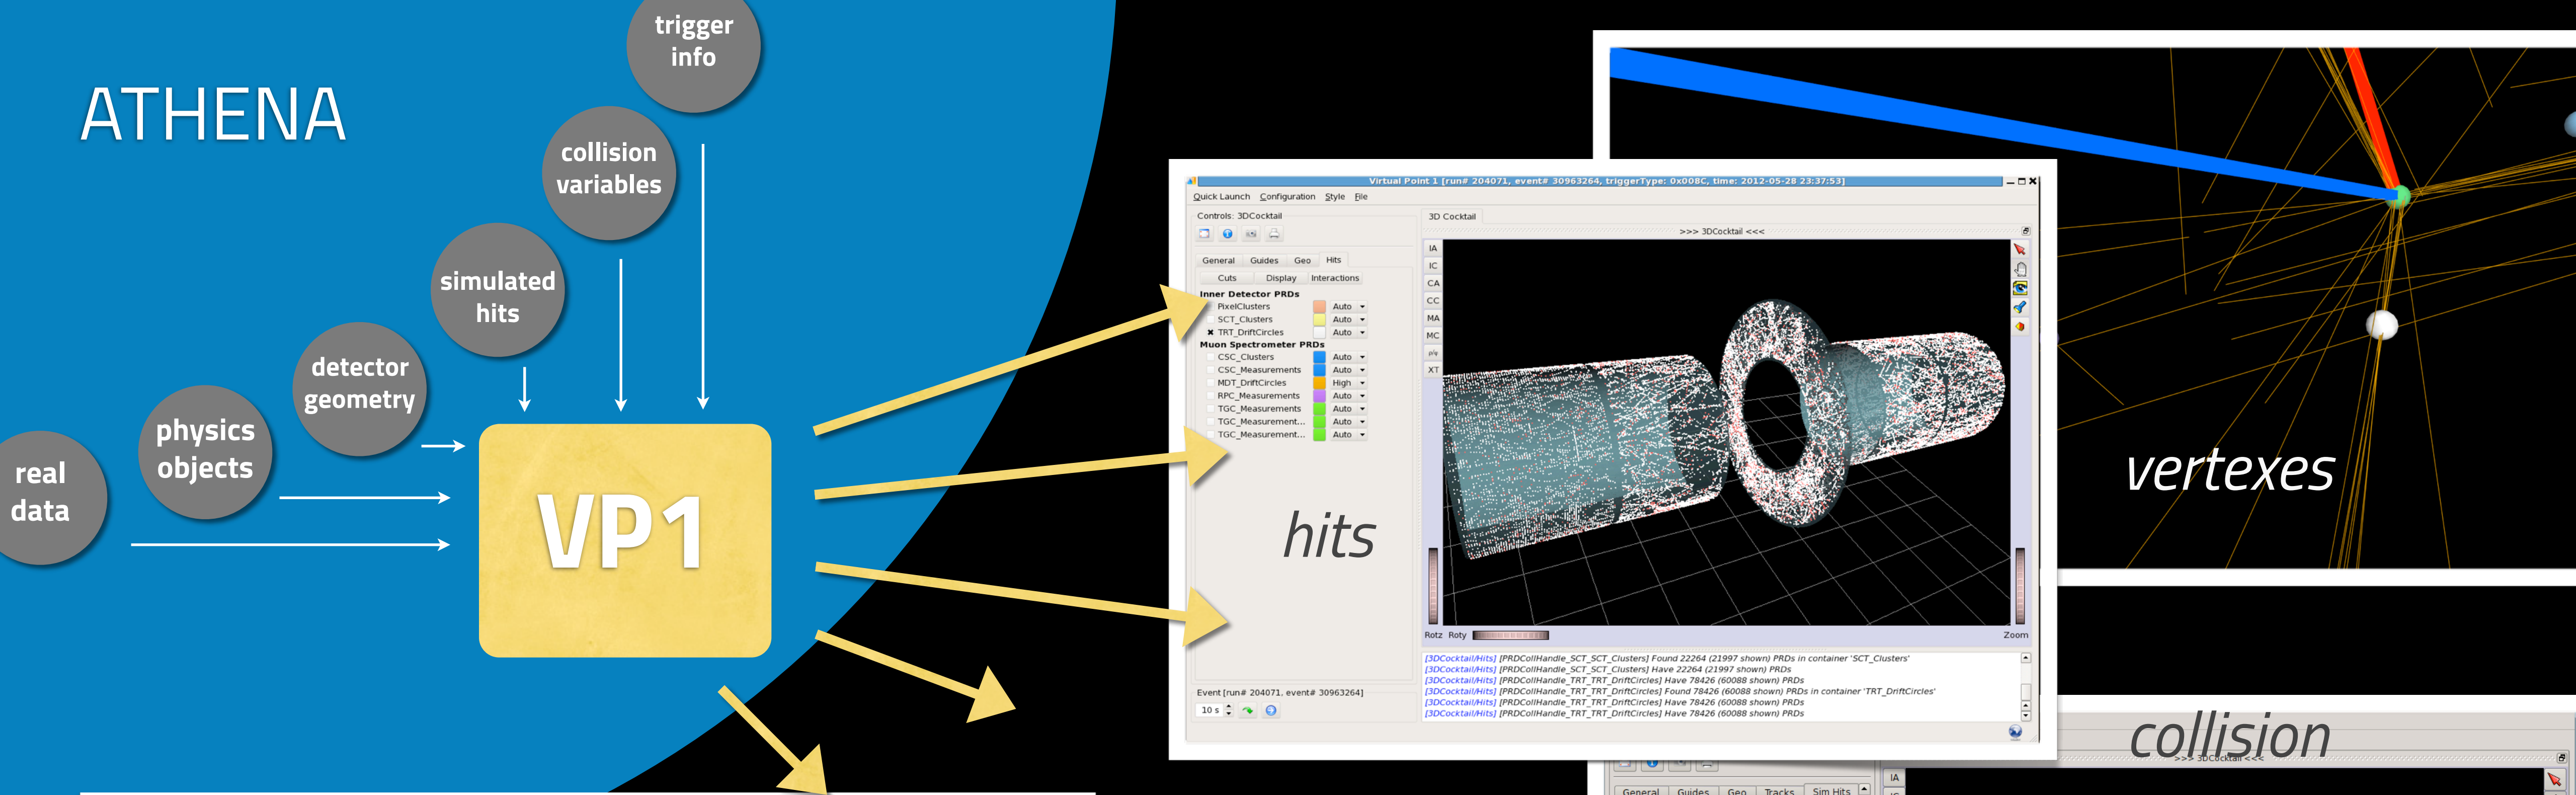 ATHENA
trigger
info
collision
variables
simulated
hits
detector
geometry
physics
objects
real
data
VP1
Virtual Point 1 [run# 204071, event# 30963264, triggerType: 0x008C, time: 2012-05-28 23:37:53]
Quick Launch Configuration Style File
Controls: 3DCocktail
General Guides Geo Hits
Cuts Display Interactions
Inner Detector PRDs
PixelClusters Auto
SCT_Clusters Auto
TRT_DriftCircles Auto
Muon Spectrometer PRDs
CSC_Clusters Auto
CSC_Measurements Auto
MDT_DriftCircles High
RPC_Measurements Auto
TGC_Measurements Auto
TGC_Measurement... Auto
TGC_Measurement... Auto
hits
Event [run# 204071, event# 30963264]
10 s
3D Cocktail
>>> 3DCocktail <<<
IA
IC
CA
CC
MA
MC
XT
Rotz Roty Zoom
[3DCocktail/Hits] [PRDCollHandle_SCT_SCT_Clusters] Found 22264 (21997 shown) PRDs in container 'SCT_Clusters'
[3DCocktail/Hits] [PRDCollHandle_SCT_SCT_Clusters] Have 22264 (21997 shown) PRDs
[3DCocktail/Hits] [PRDCollHandle_TRT_TRT_DriftCircles] Have 78426 (60088 shown) PRDs
[3DCocktail/Hits] [PRDCollHandle_TRT_TRT_DriftCircles] Found 78426 (60088 shown) PRDs in container 'TRT_DriftCircles'
[3DCocktail/Hits] [PRDCollHandle_TRT_TRT_DriftCircles] Have 78426 (60088 shown) PRDs
[3DCocktail/Hits] [PRDCollHandle_TRT_TRT_DriftCircles] Have 78426 (60088 shown) PRDs
vertexes
collision
>>> 3DCocktail <<<
IA
General Guides Geo Tracks Sim Hits